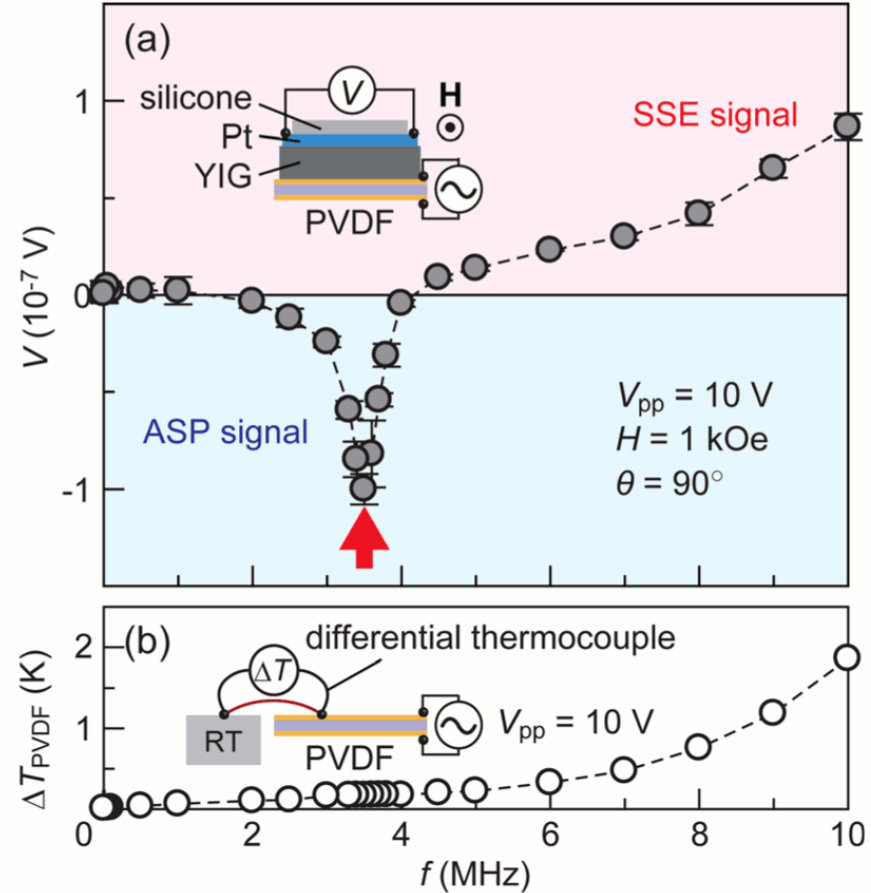 (a)
1
0
-1
V (10⁻⁷ V)
silicone
Pt
YIG
PVDF
V
H
SSE signal
ASP signal
Vpp = 10 V
H = 1 kOe
θ = 90°
(b)
differential thermocouple
ΔT
RT
PVDF
Vpp = 10 V
2
1
0
ΔT_PVDF (K)
0 2 4 6 8 10
f (MHz)